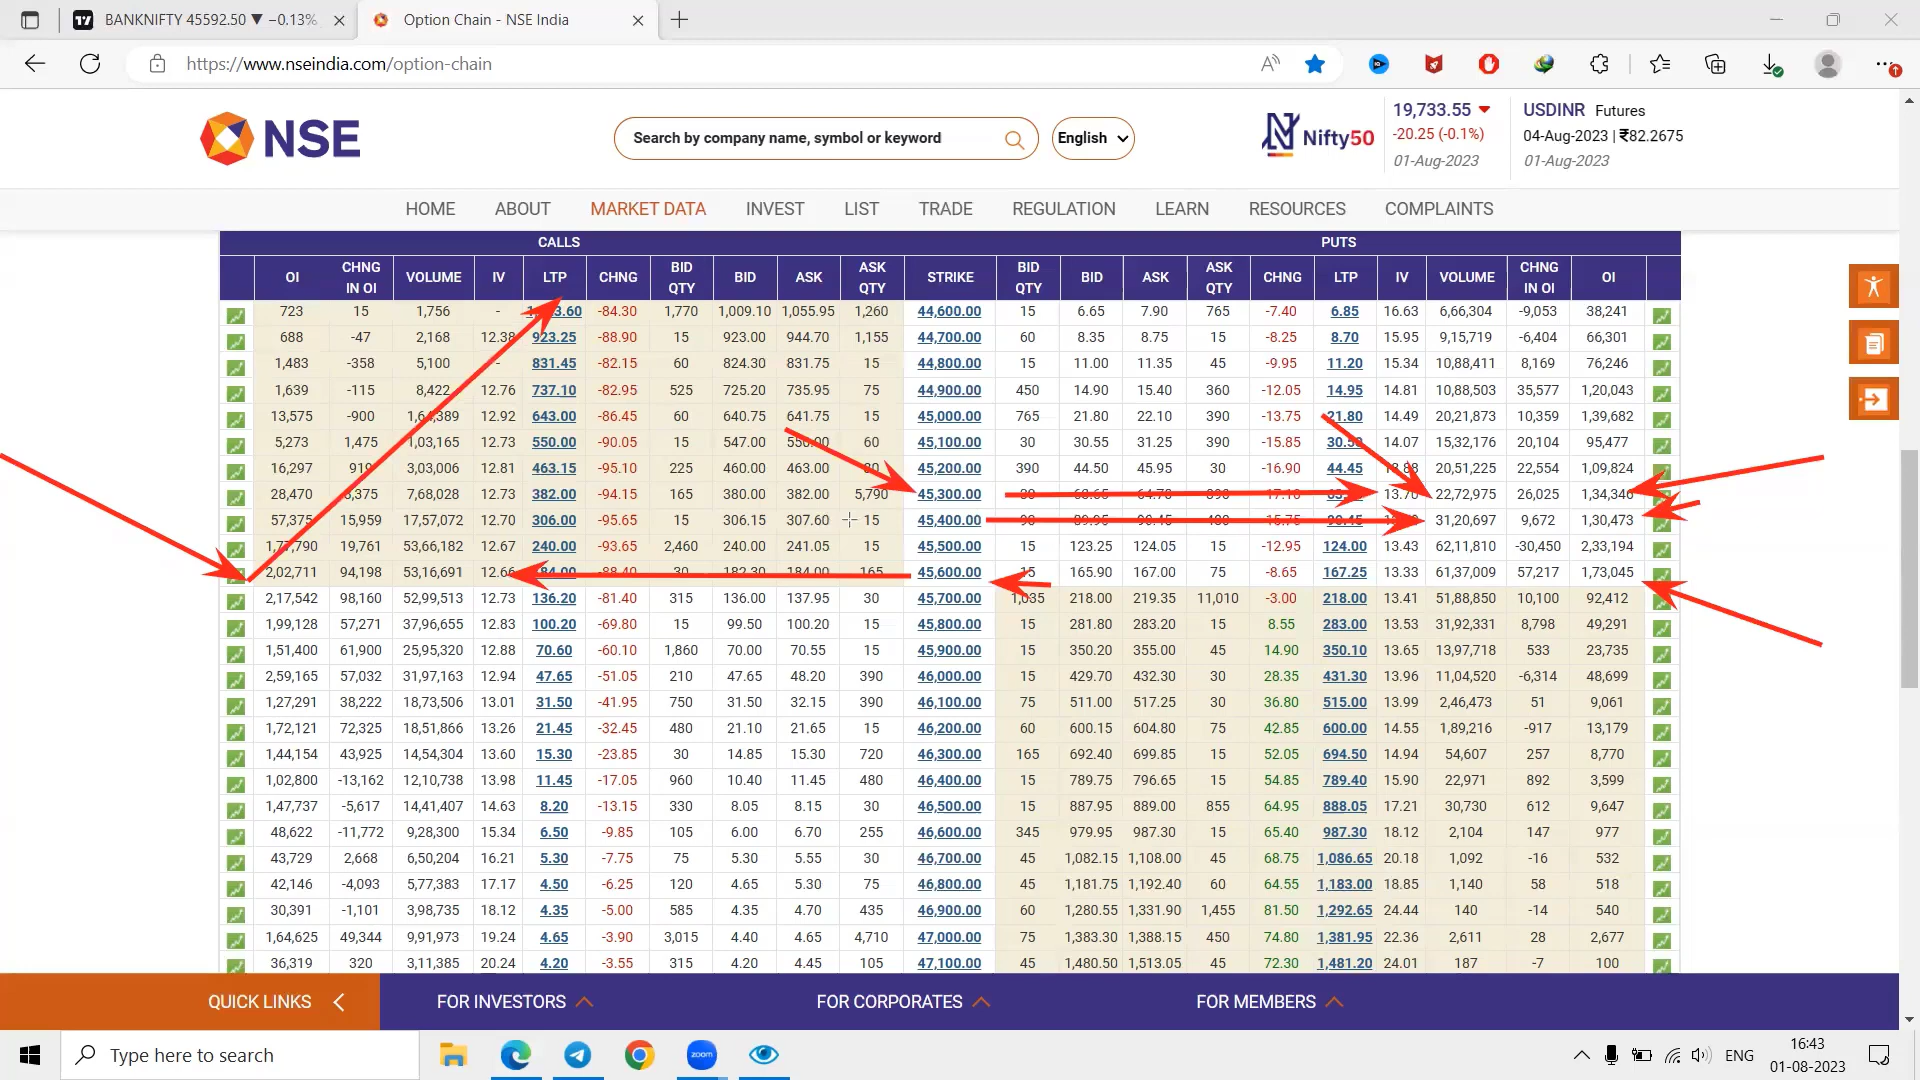 BANKNIFTY 45592.50 ▼ −0.13%
Option Chain - NSE India
https://www.nseindia.com/option-chain
NSE
Search by company name, symbol or keyword
English
Nifty50
19,733.55
-20.25 (-0.1%)
01-Aug-2023
USDINR Futures
04-Aug-2023 | ₹82.2675
01-Aug-2023
HOME ABOUT MARKET DATA INVEST LIST TRADE REGULATION LEARN RESOURCES COMPLAINTS
CALLS PUTS
OI CHNG IN OI VOLUME IV LTP CHNG BID QTY BID ASK ASK QTY STRIKE BID QTY BID ASK ASK QTY CHNG LTP IV VOLUME CHNG IN OI OI
723 15 1,756 - -84.30 1,770 1,009.10 1,055.95 1,260 44,600.00 15 6.65 7.90 765 -7.40 6.85 16.63 6,66,304 -9,053 38,241
688 -47 2,168 12.38 923.25 -88.90 15 923.00 944.70 1,155 44,700.00 60 8.35 8.75 15 -8.25 8.70 15.95 9,15,719 -6,404 66,301
1,483 -358 5,100 - 831.45 -82.15 60 824.30 831.75 15 44,800.00 15 11.00 11.35 45 -9.95 11.20 15.34 10,88,411 8,169 76,246
1,639 -115 8,422 12.76 737.10 -82.95 525 725.20 735.95 75 44,900.00 450 14.90 15.40 360 -12.05 14.95 14.81 10,88,503 35,577 1,20,043
13,575 -900 1,64,389 12.92 643.00 -86.45 60 640.75 641.75 15 45,000.00 765 21.80 22.10 390 -13.75 21.80 14.49 20,21,873 10,359 1,39,682
5,273 1,475 1,03,165 12.73 550.00 -90.05 15 547.00 550.00 60 45,100.00 30 30.55 31.25 390 -15.85 30.50 14.07 15,32,176 20,104 95,477
16,297 919 3,03,006 12.81 463.15 -95.10 225 460.00 463.00 45,200.00 390 44.50 45.95 30 -16.90 44.45 13.88 20,51,225 22,554 1,09,824
28,470 7,68,028 12.73 382.00 -94.15 165 380.00 382.00 5,790 45,300.00 13.70 22,72,975 26,025 1,34,346
57,375 15,959 17,57,072 12.70 306.00 -95.65 15 306.15 307.60 15 45,400.00 31,20,697 9,672 1,30,473
1,77,790 19,761 53,66,182 12.67 240.00 -93.65 2,460 240.00 241.05 15 45,500.00 15 123.25 124.05 15 -12.95 124.00 13.43 62,11,810 -30,450 2,33,194
2,02,711 94,198 53,16,691 12.66 45,600.00 15 165.90 167.00 75 -8.65 167.25 13.33 61,37,009 57,217 1,73,045
2,17,542 98,160 52,99,513 12.73 136.20 -81.40 315 136.00 137.95 30 45,700.00 1,035 218.00 219.35 11,010 -3.00 218.00 13.41 51,88,850 10,100 92,412
1,99,128 57,271 37,96,655 12.83 100.20 -69.80 15 99.50 100.20 15 45,800.00 15 281.80 283.20 15 8.55 283.00 13.53 31,92,331 8,798 49,291
1,51,400 61,900 25,95,320 12.88 70.60 -60.10 1,860 70.00 70.55 15 45,900.00 15 350.20 355.00 45 14.90 350.10 13.65 13,97,718 533 23,735
2,59,165 57,032 31,97,163 12.94 47.65 -51.05 210 47.65 48.20 390 46,000.00 15 429.70 432.30 30 28.35 431.30 13.96 11,04,520 -6,314 48,699
1,27,291 38,222 18,73,506 13.01 31.50 -41.95 750 31.50 32.15 390 46,100.00 75 511.00 517.25 30 36.80 515.00 13.99 2,46,473 51 9,061
1,72,121 72,325 18,51,866 13.26 21.45 -32.45 480 21.10 21.65 15 46,200.00 60 600.15 604.80 75 42.85 600.00 14.55 1,89,216 -917 13,179
1,44,154 43,925 14,54,304 13.60 15.30 -23.85 30 14.85 15.30 720 46,300.00 165 692.40 699.85 15 52.05 694.50 14.94 54,607 257 8,770
1,02,800 -13,162 12,10,738 13.98 11.45 -17.05 960 10.40 11.45 480 46,400.00 15 789.75 796.65 15 54.85 789.40 15.90 22,971 892 3,599
1,47,737 -5,617 14,41,407 14.63 8.20 -13.15 330 8.05 8.15 30 46,500.00 15 887.95 889.00 855 64.95 888.05 17.21 30,730 612 9,647
48,622 -11,772 9,28,300 15.34 6.50 -9.85 105 6.00 6.70 255 46,600.00 345 979.95 987.30 15 65.40 987.30 18.12 2,104 147 977
43,729 2,668 6,50,204 16.21 5.30 -7.75 75 5.30 5.55 30 46,700.00 45 1,082.15 1,108.00 45 68.75 1,086.65 20.18 1,092 -16 532
42,146 -4,093 5,77,383 17.17 4.50 -6.25 120 4.65 5.30 75 46,800.00 45 1,181.75 1,192.40 60 64.55 1,183.00 18.85 1,140 58 518
30,391 -1,101 3,98,735 18.12 4.35 -5.00 585 4.35 4.70 435 46,900.00 60 1,280.55 1,331.90 1,455 81.50 1,292.65 24.44 140 -14 540
1,64,625 49,344 9,91,973 19.24 4.65 -3.90 3,015 4.40 4.65 4,710 47,000.00 75 1,383.30 1,388.15 450 74.80 1,381.95 22.36 2,611 28 2,677
36,319 320 3,11,385 20.24 4.20 -3.55 315 4.20 4.45 105 47,100.00 45 1,480.50 1,513.05 45 72.30 1,481.20 24.01 187 -7 100
QUICK LINKS FOR INVESTORS FOR CORPORATES FOR MEMBERS
Type here to search
zoom
ENG
16:43
01-08-2023